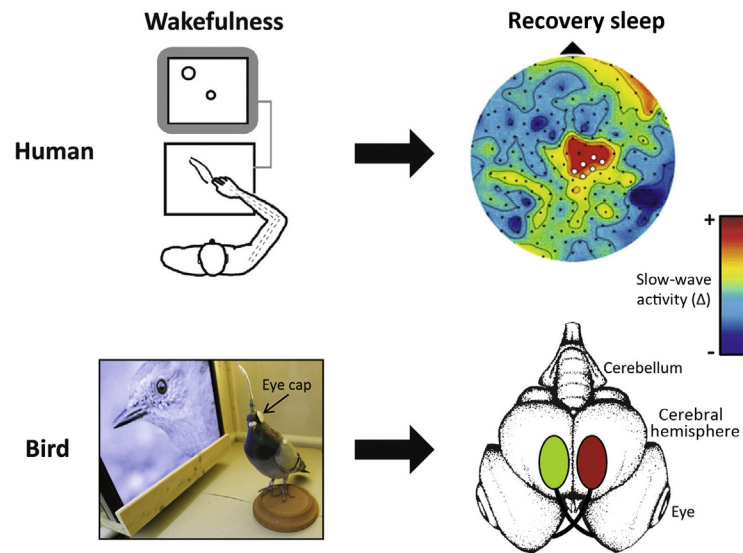 Wakefulness
Recovery sleep
Human
+
Slow-wave
activity (Δ)
-
Bird
Eye cap
Cerebellum
Cerebral
hemisphere
Eye